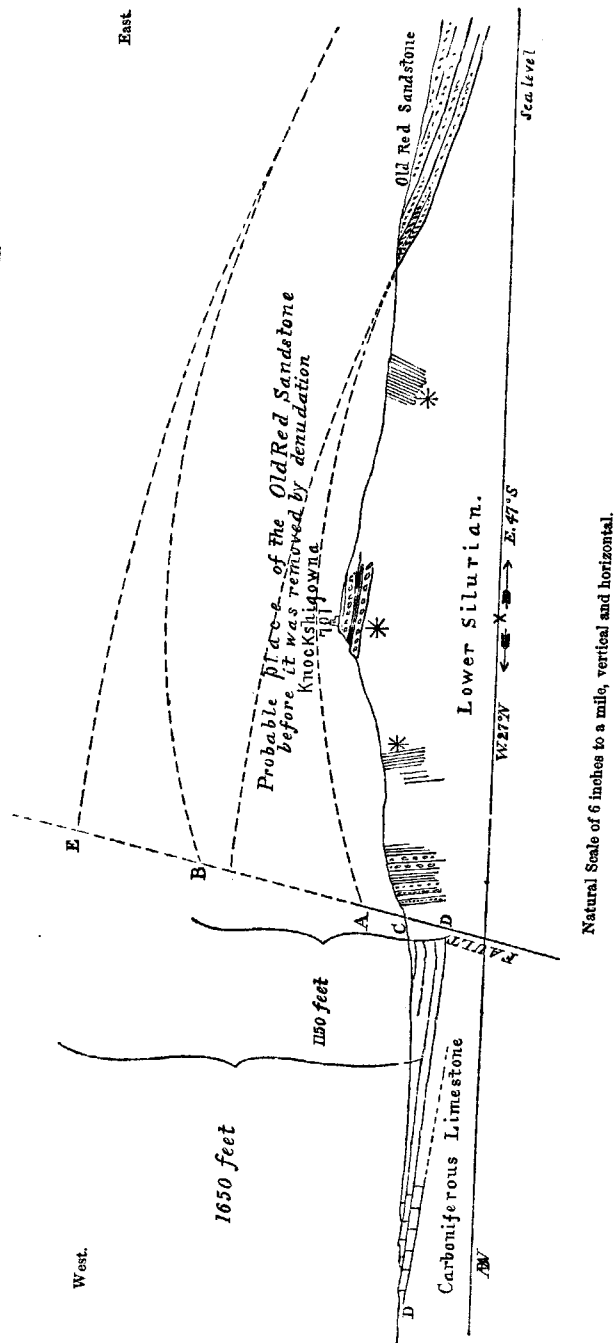 West.
East.
E
B
A
C
D
D
1650 feet
1150 feet
FAULT
Probable place of the Old Red Sandstone
before it was removed by denudation
Knockshigowna
701
Old Red Sandstone
Carboniferous Limestone
Lower Silurian.
W.27°N
E.47°S
Sea level
Natural Scale of 6 inches to a mile, vertical and horizontal.